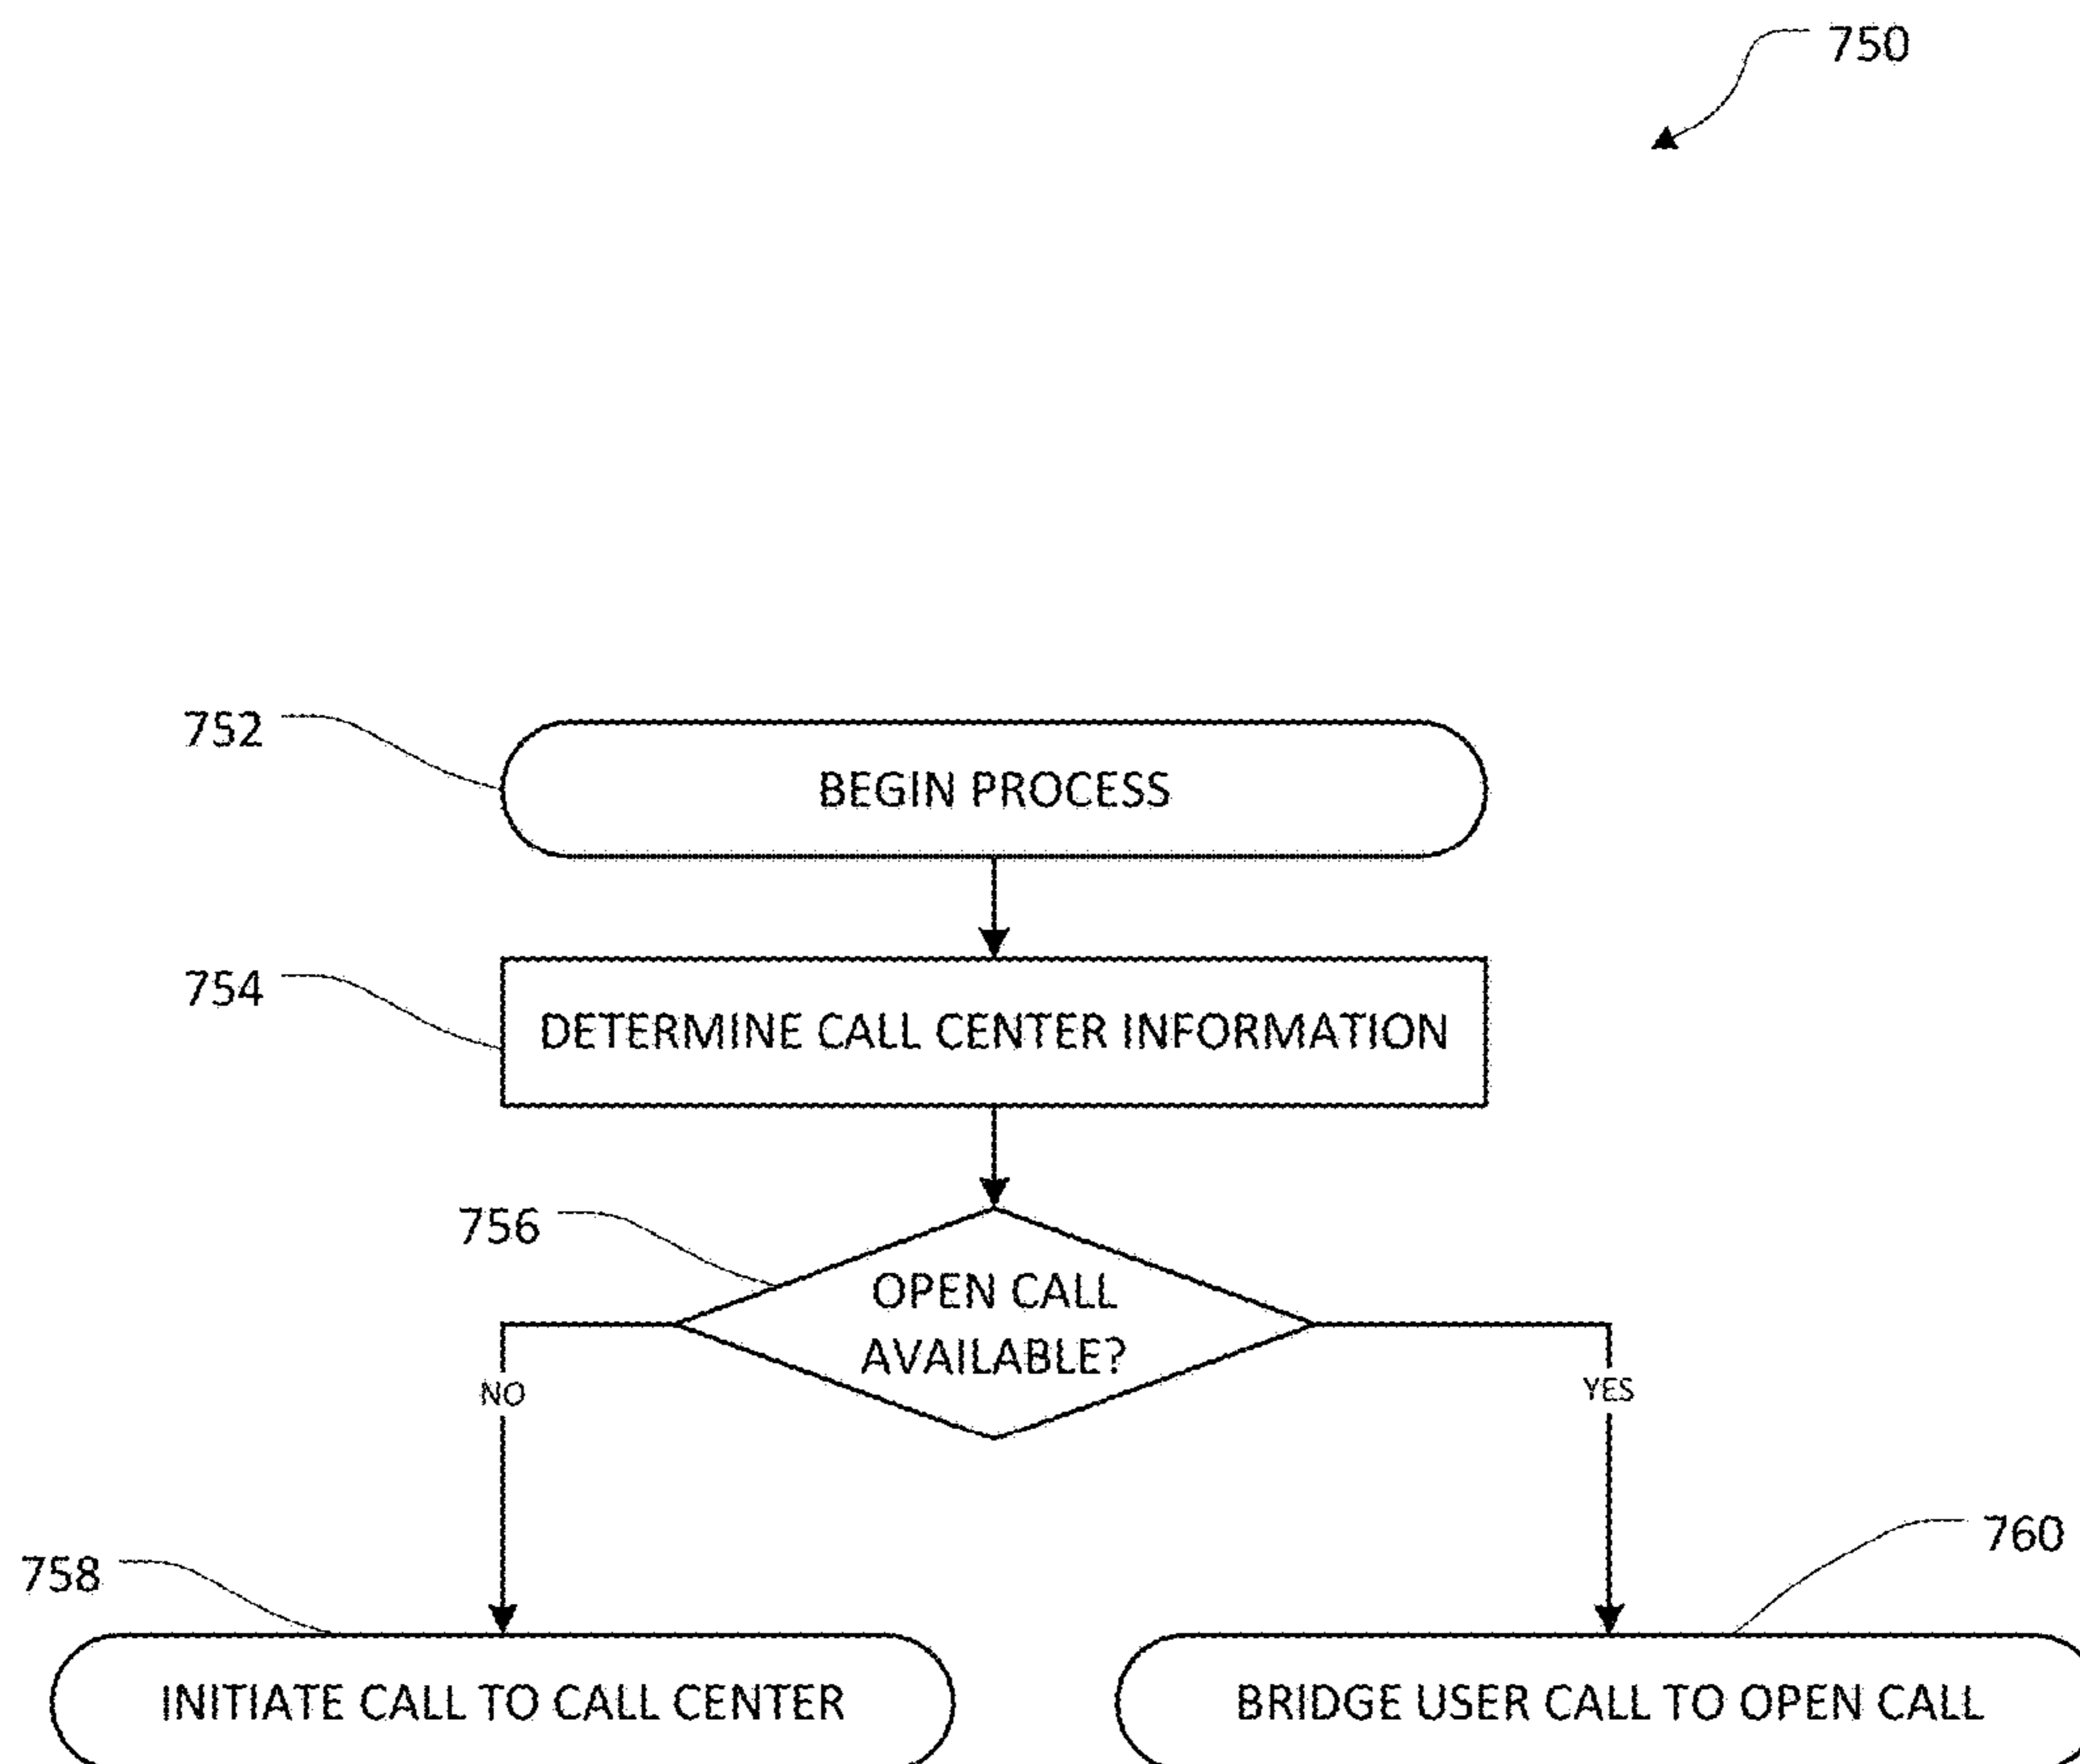 750
752
BEGIN PROCESS
754
DETERMINE CALL CENTER INFORMATION
756
OPEN CALL
AVAILABLE?
NO
YES
758
760
INITIATE CALL TO CALL CENTER
BRIDGE USER CALL TO OPEN CALL